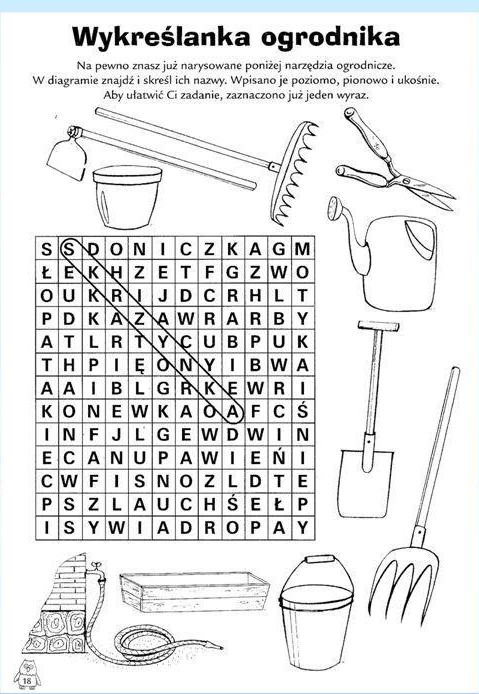 Wykreślanka ogrodnika
Na pewno znasz już narysowane poniżej narzędzia ogrodnicze.
W diagramie znajdź i skreśl ich nazwy. Wpisano je poziomo, pionowo i ukośnie.
Aby ułatwić Ci zadanie, zaznaczono już jeden wyraz.
S S D O N I C Z K A G M
Ł E K H Z E T F G Z W O
O U K R I J D C R H L T
P D K A Z A W R A R B Y
A T L R T Y C U B P U K
T H P I Ę O N Y I B W A
A A I B L G R K E W R I
K O N E W K A O A F C Ś
I N F J L G E W D W I N
E C A N U P A W I E Ń I
C W F I S N O Z L D T E
P S Z L A U C H Ś E Ł P
I S Y W I A D R O P A Y
18